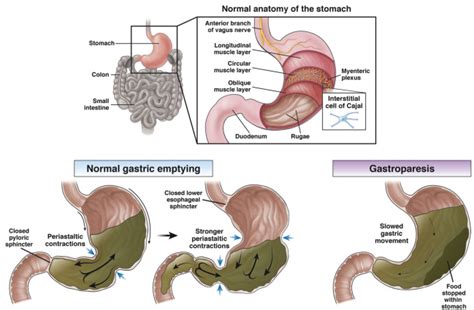 Normal anatomy of the stomach
Anterior branch
of vagus nerve
Longitudinal
muscle layer
Circular
muscle layer
Oblique
muscle layer
Myenteric
plexus
Interstitial
cell of Cajal
Duodenum
Rugae
Stomach
Colon
Small
intestine
Normal gastric emptying
Closed
pyloric
sphincter
Periastaltic
contractions
Closed lower
esophageal
sphincter
Stronger
periastaltic
contractions
Gastroparesis
Slowed
gastric
movement
Food
stopped
within
stomach